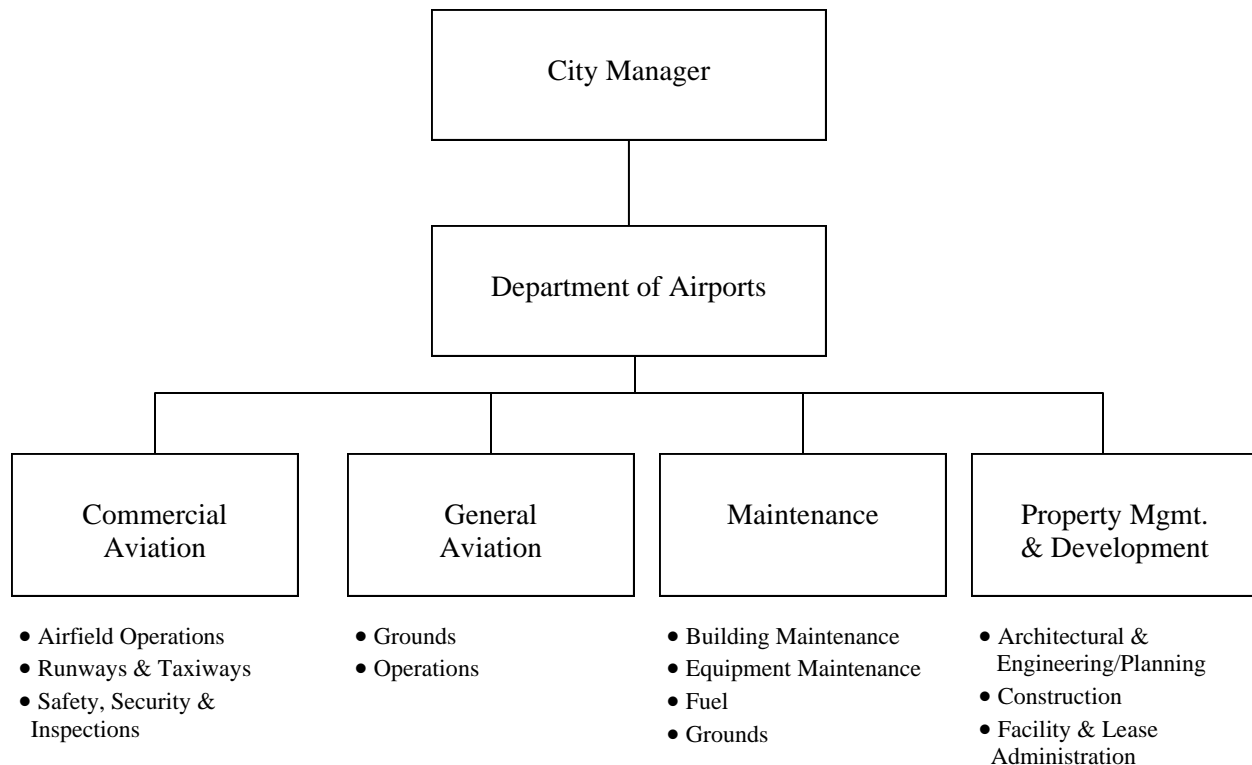 City Manager
Department of Airports
Commercial
Aviation
• Airfield Operations
• Runways & Taxiways
• Safety, Security &
Inspections
General
Aviation
• Grounds
• Operations
Maintenance
• Building Maintenance
• Equipment Maintenance
• Fuel
• Grounds
Property Mgmt.
& Development
• Architectural &
Engineering/Planning
• Construction
• Facility & Lease
Administration